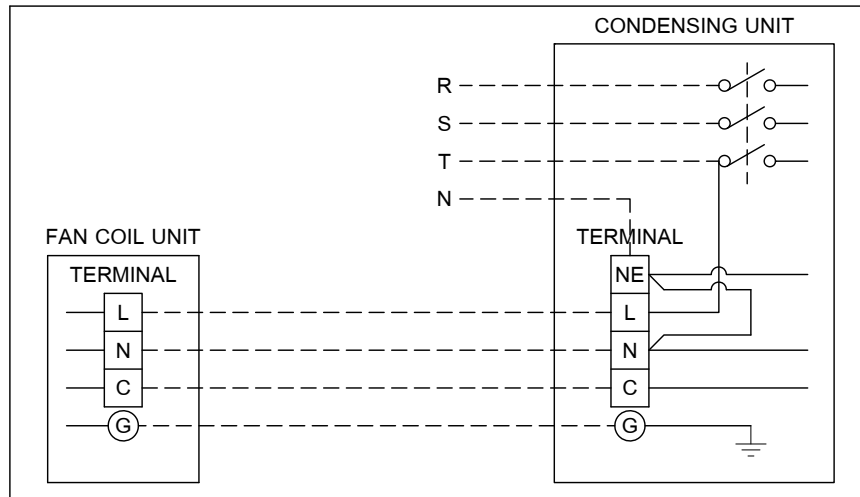 CONDENSING UNIT
R
S
T
N
FAN COIL UNIT
TERMINAL
TERMINAL
NE
L
L
N
N
C
C
G
G